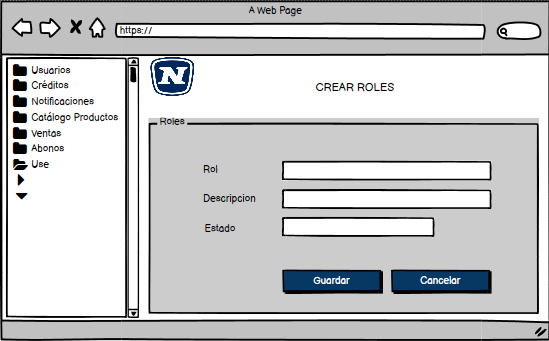 A Web Page
https://
Usuarios
Créditos
Notificaciones
Catálogo Productos
Ventas
Abonos
Use
N
CREAR ROLES
Roles
Rol
Descripcion
Estado
Guardar
Cancelar